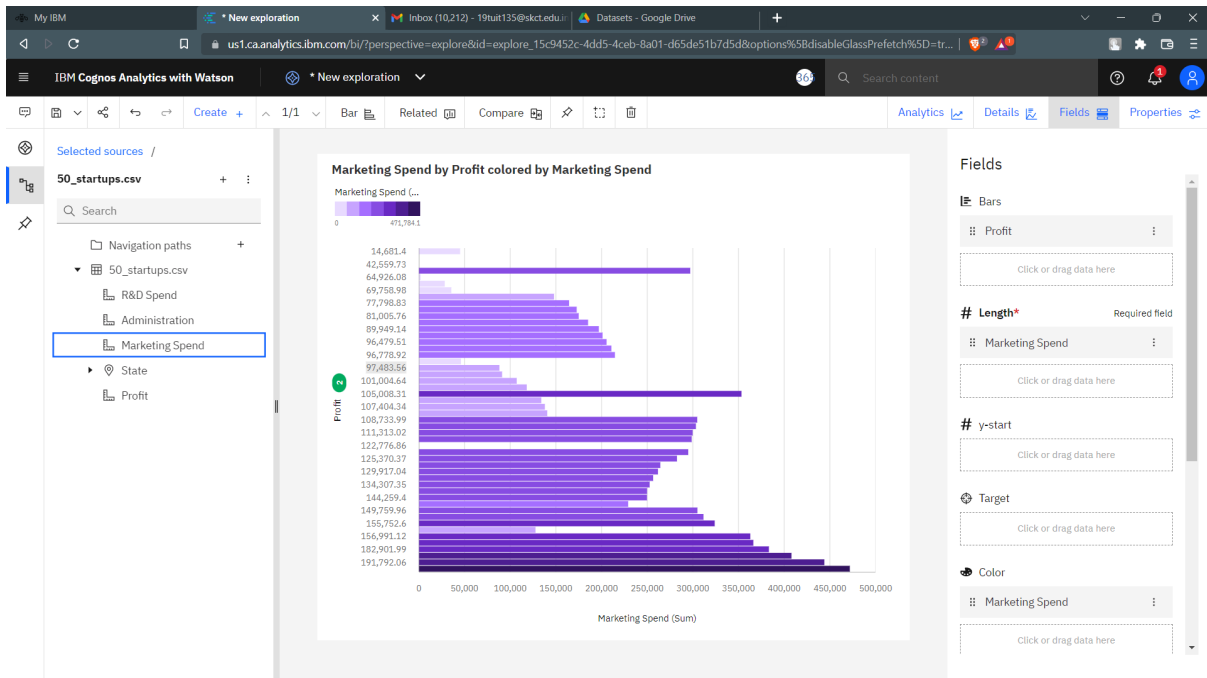 My IBM
* New exploration
Inbox (10,212) - 19tuit135@skct.edu.in
Datasets - Google Drive
us1.ca.analytics.ibm.com/bi/?perspective=explore&id=explore_15c9452c-4dd5-4ceb-8a01-d65de51b7d5d&options%5BdisableGlassPrefetch%5D=tr...
2
IBM Cognos Analytics with Watson
* New exploration
365
Search content
1
Create +
1/1
Bar
Related
Compare
Analytics
Details
Fields
Properties
Selected sources /
50_startups.csv
Search
Navigation paths
50_startups.csv
R&D Spend
Administration
Marketing Spend
State
Profit
Marketing Spend by Profit colored by Marketing Spend
Marketing Spend (...
0 471,784.1
14,681.4
42,559.73
64,926.08
69,758.98
77,798.83
81,005.76
89,949.14
96,479.51
96,778.92
97,483.56
101,004.64
105,008.31
107,404.34
108,733.99
111,313.02
122,776.86
125,370.37
129,917.04
134,307.35
144,259.4
149,759.96
155,752.6
156,991.12
182,901.99
191,792.06
Profit
2
0 50,000 100,000 150,000 200,000 250,000 300,000 350,000 400,000 450,000 500,000
Marketing Spend (Sum)
Fields
Bars
Profit
Click or drag data here
# Length* Required field
Marketing Spend
Click or drag data here
# y-start
Click or drag data here
Target
Click or drag data here
Color
Marketing Spend
Click or drag data here